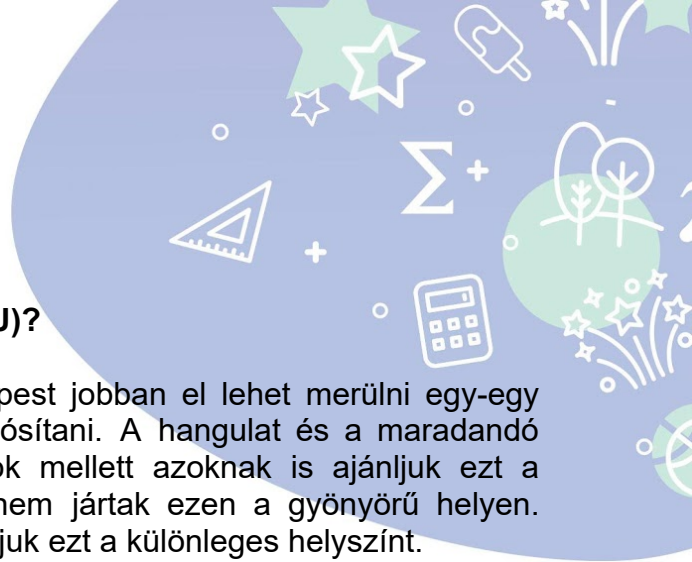 J)?
pest jobban el lehet merülni egy-egy
ósítani. A hangulat és a maradandó
ok mellett azoknak is ajánljuk ezt a
nem jártak ezen a gyönyörű helyen.
juk ezt a különleges helyszínt.
Σ